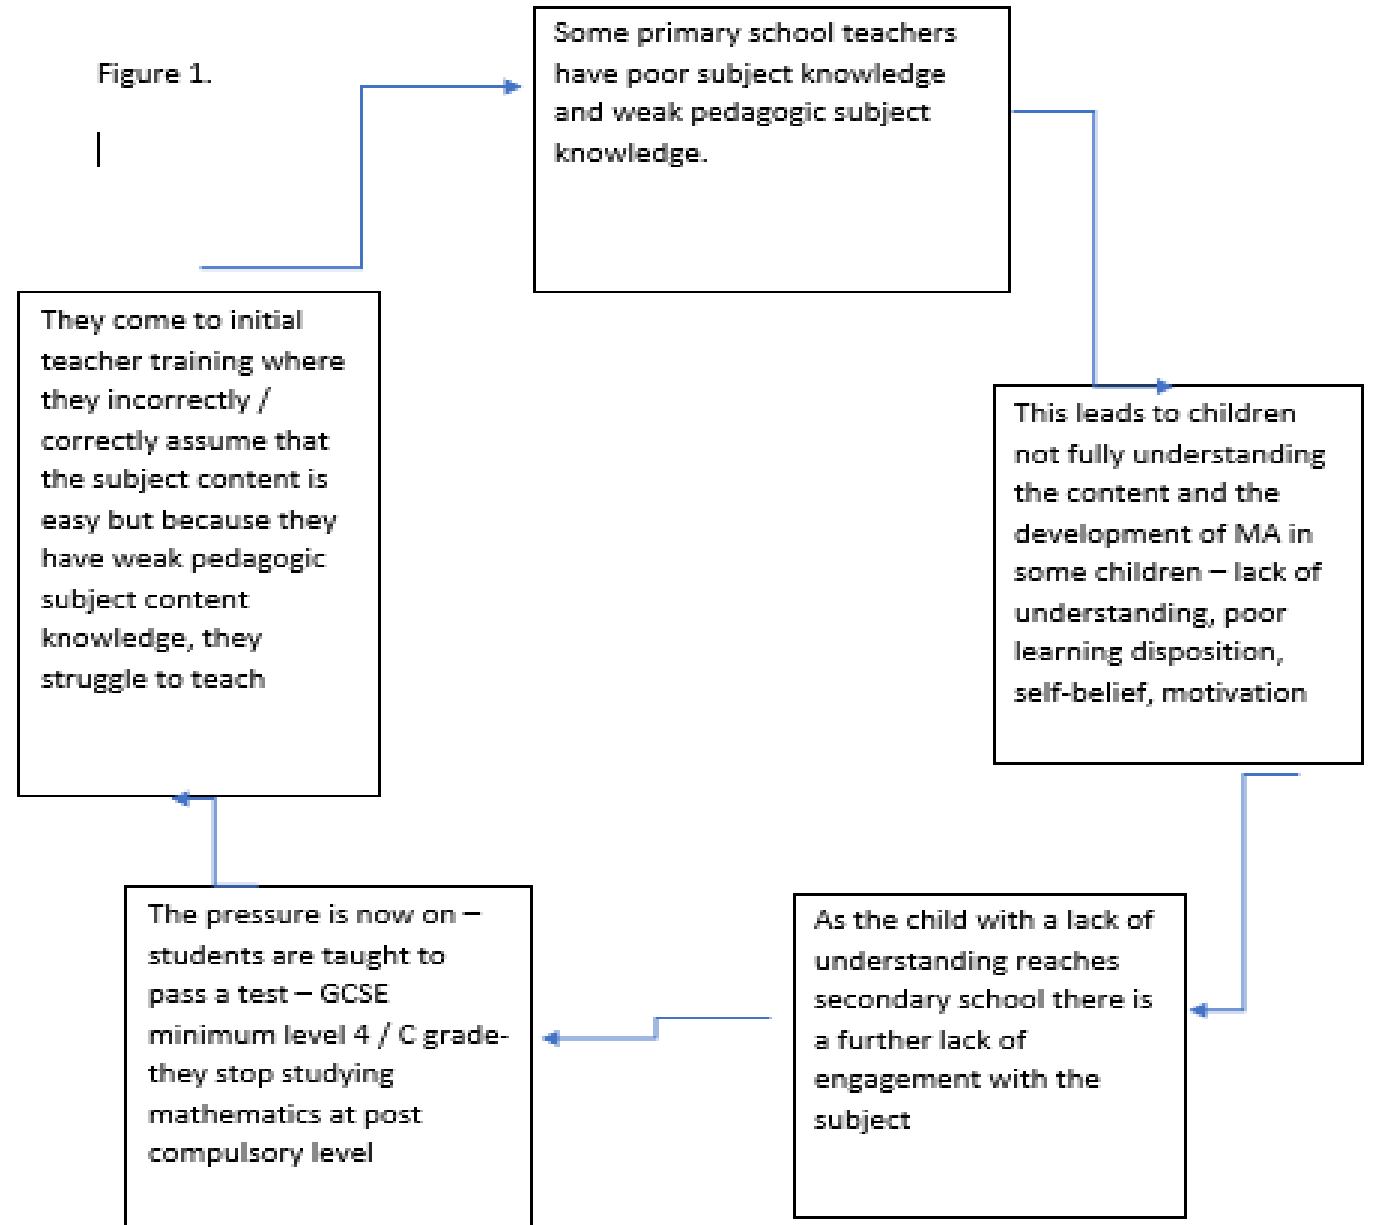 Figure 1.
Some primary school teachers
have poor subject knowledge
and weak pedagogic subject
knowledge.
This leads to children
not fully understanding
the content and the
development of MA in
some children – lack of
understanding, poor
learning disposition,
self-belief, motivation
As the child with a lack of
understanding reaches
secondary school there is
a further lack of
engagement with the
subject
The pressure is now on –
students are taught to
pass a test – GCSE
minimum level 4 / C grade-
they stop studying
mathematics at post
compulsory level
They come to initial
teacher training where
they incorrectly /
correctly assume that
the subject content is
easy but because they
have weak pedagogic
subject content
knowledge, they
struggle to teach